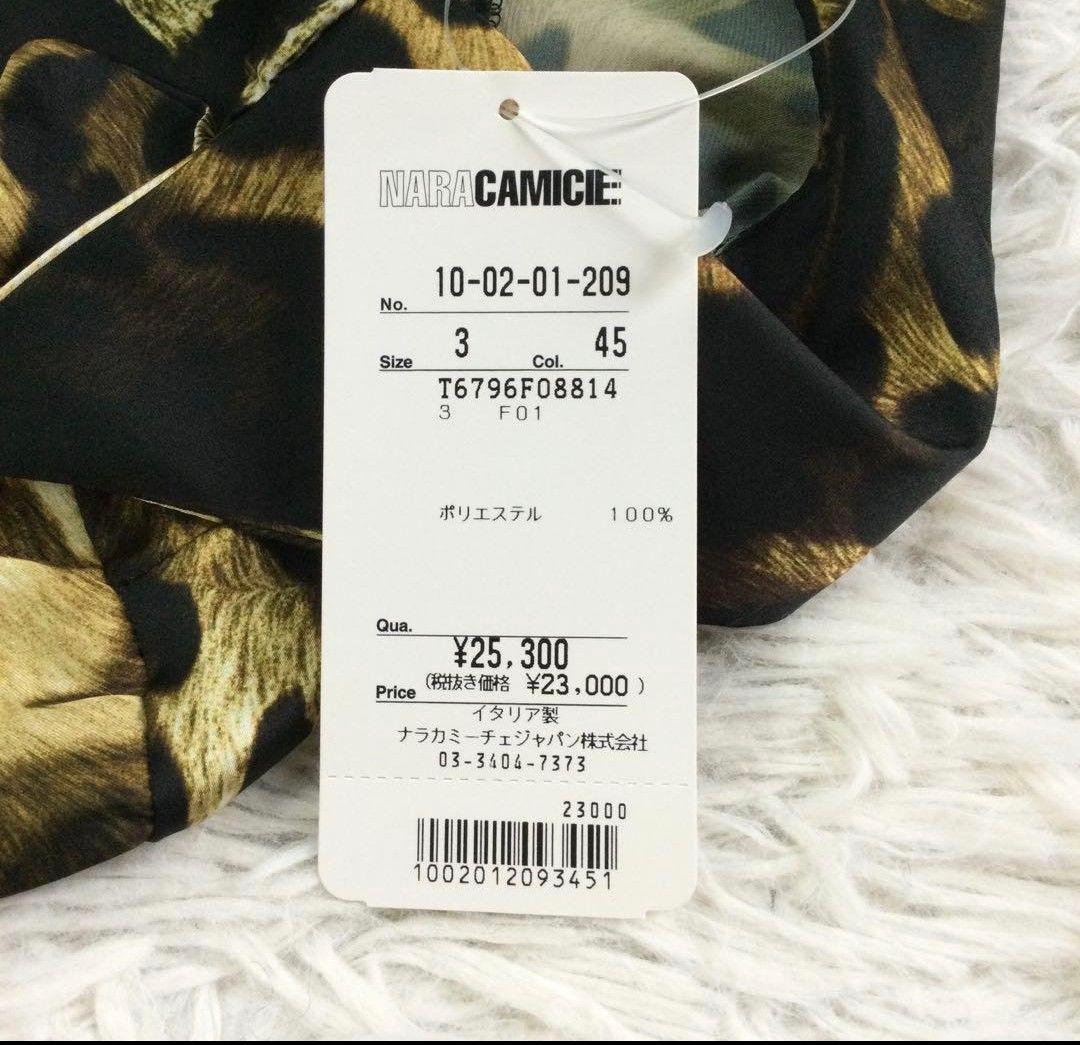 NARACAMICIE
No. 10-02-01-209
Size 3 Col. 45
T6796F08814
3 F01
ポリエステル 100%
Qua.
¥25,300
Price (税抜き価格 ¥23,000)
イタリア製
ナラカミーチェジャパン株式会社
03-3404-7373
23000
1002012093451